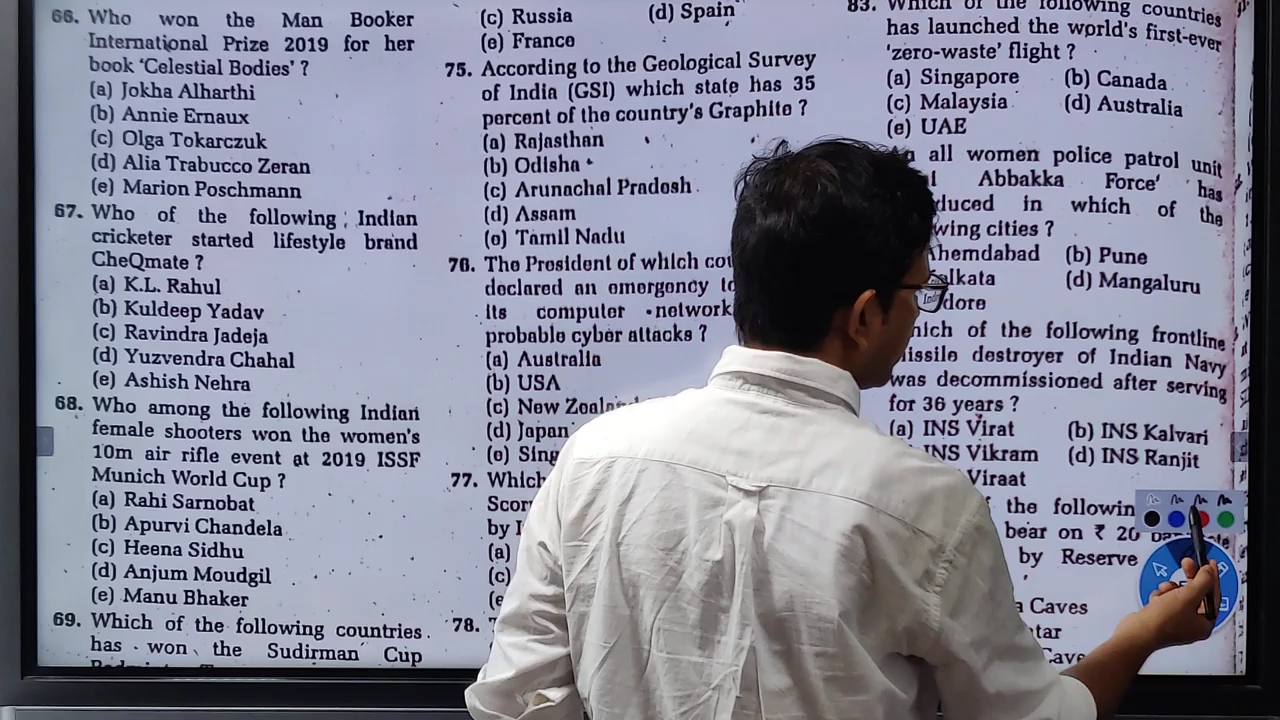 66. Who won the Man Booker
International Prize 2019 for her
book ‘Celestial Bodies’ ?
(a) Jokha Alharthi
(b) Annie Ernaux
(c) Olga Tokarczuk
(d) Alia Trabucco Zeran
(e) Marion Poschmann
67. Who of the following Indian
cricketer started lifestyle brand
CheQmate ?
(a) K.L. Rahul
(b) Kuldeep Yadav
(c) Ravindra Jadeja
(d) Yuzvendra Chahal
(e) Ashish Nehra
68. Who among the following Indian
female shooters won the women's
10m air rifle event at 2019 ISSF
Munich World Cup ?
(a) Rahi Sarnobat
(b) Apurvi Chandela
(c) Heena Sidhu
(d) Anjum Moudgil
(e) Manu Bhaker
69. Which of the following countries
has won the Sudirman Cup
(c) Russia (d) Spain
(e) France
75. According to the Geological Survey
of India (GSI) which state has 35
percent of the country's Graphite ?
(a) Rajasthan
(b) Odisha
(c) Arunachal Pradesh
(d) Assam
(e) Tamil Nadu
76. The President of which
declared an emergency
its computer network
probable cyber attacks ?
(a) Australia
(b) USA
(c) New
(d) Japan
(e)
77. Which
by
(a)
(c)
(e
78.
83. Which of the following countries
has launched the world's first-ever
‘zero-waste’ flight ?
(a) Singapore (b) Canada
(c) Malaysia (d) Australia
(e) UAE
all women police patrol unit
Abbakka Force’ has
in which of the
cities ?
(b) Pune
(d) Mangaluru
of the following frontline
destroyer of Indian Navy
was decommissioned after serving
for 36 years ?
(a) INS Virat (b) INS Kalvari
INS Vikram (d) INS Ranjit
Viraat
the
bear on ₹ 20
by Reserve
Caves